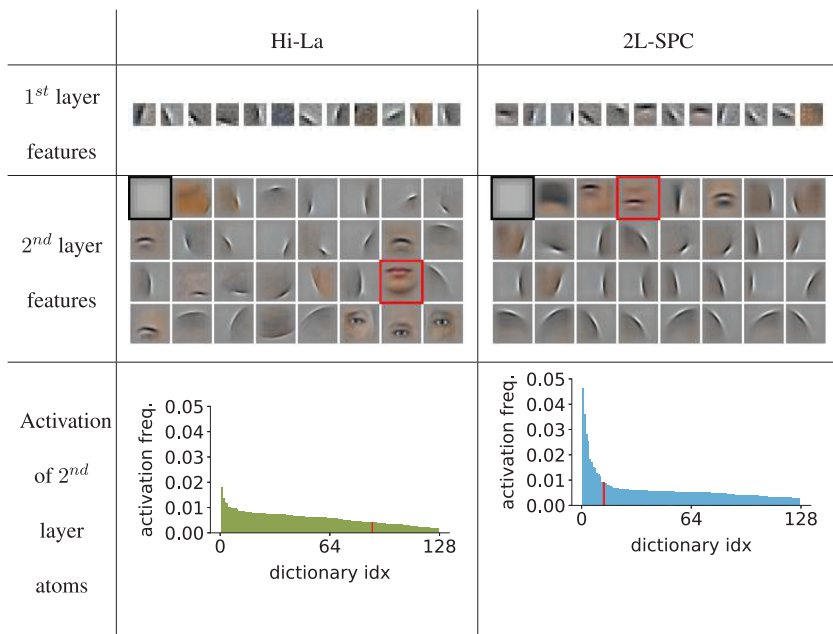 Hi-La
2L-SPC
1st layer
features
2nd layer
features
Activation
of 2nd
layer
atoms
activation freq.
0.05
0.04
0.03
0.02
0.01
0.00
0
64
128
dictionary idx
activation freq.
0.05
0.04
0.03
0.02
0.01
0.00
0
64
128
dictionary idx